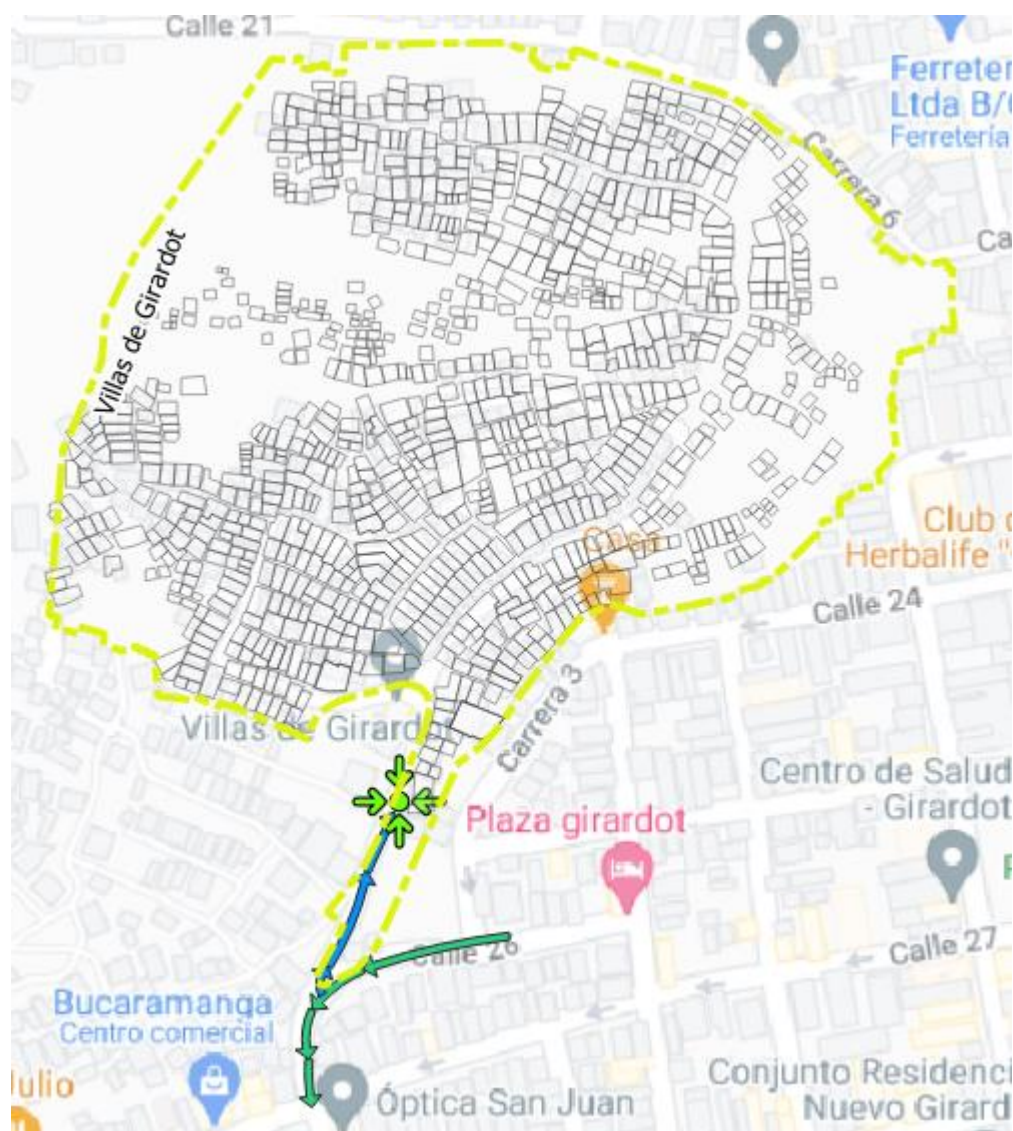 Calle 21
Ferreter
Ltda B/
Ferretería
Carrera 6
Ca
Villas de Girardot
Club
Herbalife "
Casa
Calle 24
Villas de Girard
Carrera 3
Centro de Salud
- Girardot
Plaza girardot
Calle 26
Calle 27
Bucaramanga
Centro comercial
Julio
Óptica San Juan
Conjunto Residenci
Nuevo Girard